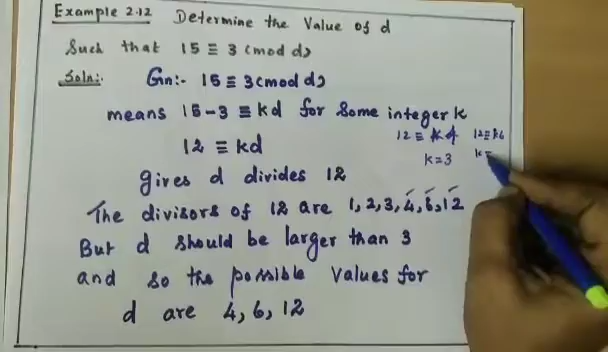 Example 2.12 Determine the Value of d
Such that 15 ≡ 3 (mod d)
Soln:- Gn:- 15 ≡ 3(mod d)
means 15-3 ≡ kd for some integer k
12 ≡ kd 12 ≡ k4 12≡k6
k=3 k=
gives d divides 12
The divisors of 12 are 1, 2, 3, 4, 6, 12
But d should be larger than 3
and so the possible values for
d are 4, 6, 12